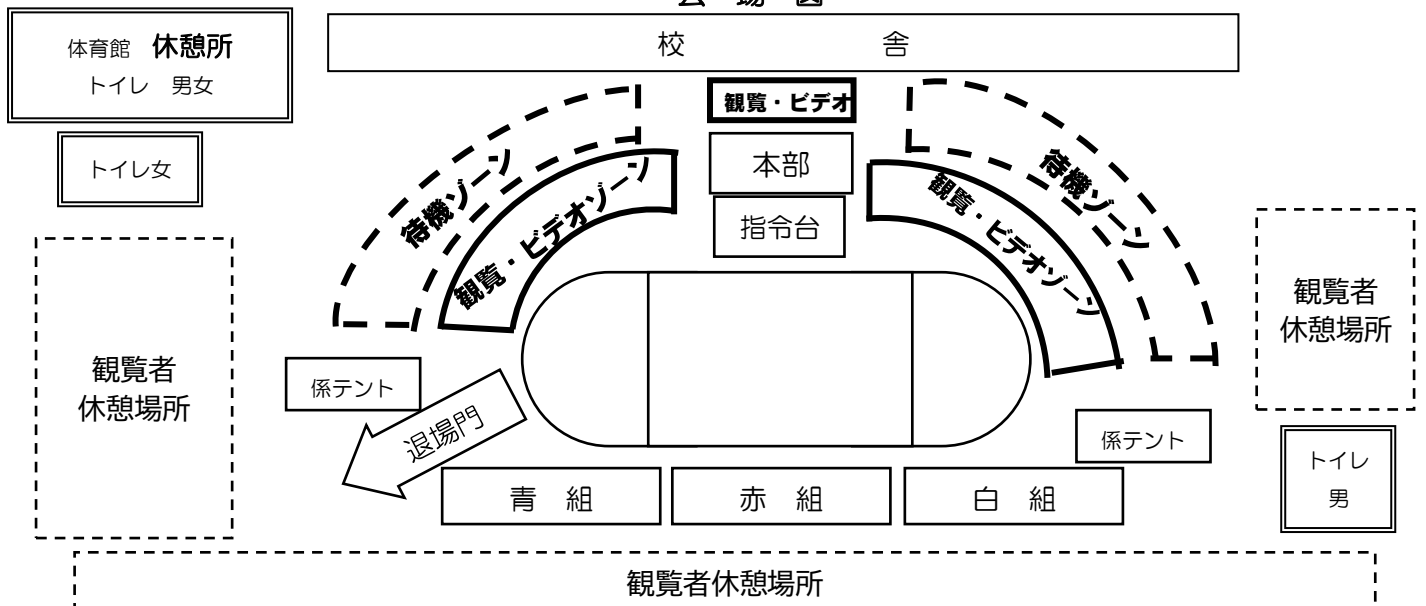 会 場 図
体育館 休憩所
トイレ 男女
校 舎
観覧・ビデオ
トイレ女
本部
指令台
待機ゾーン
観覧・ビデオゾーン
観覧・ビデオゾーン
待機ゾーン
観覧者
休憩場所
観覧者
休憩場所
係テント
退場門
係テント
トイレ
男
青 組
赤 組
白 組
観覧者休憩場所